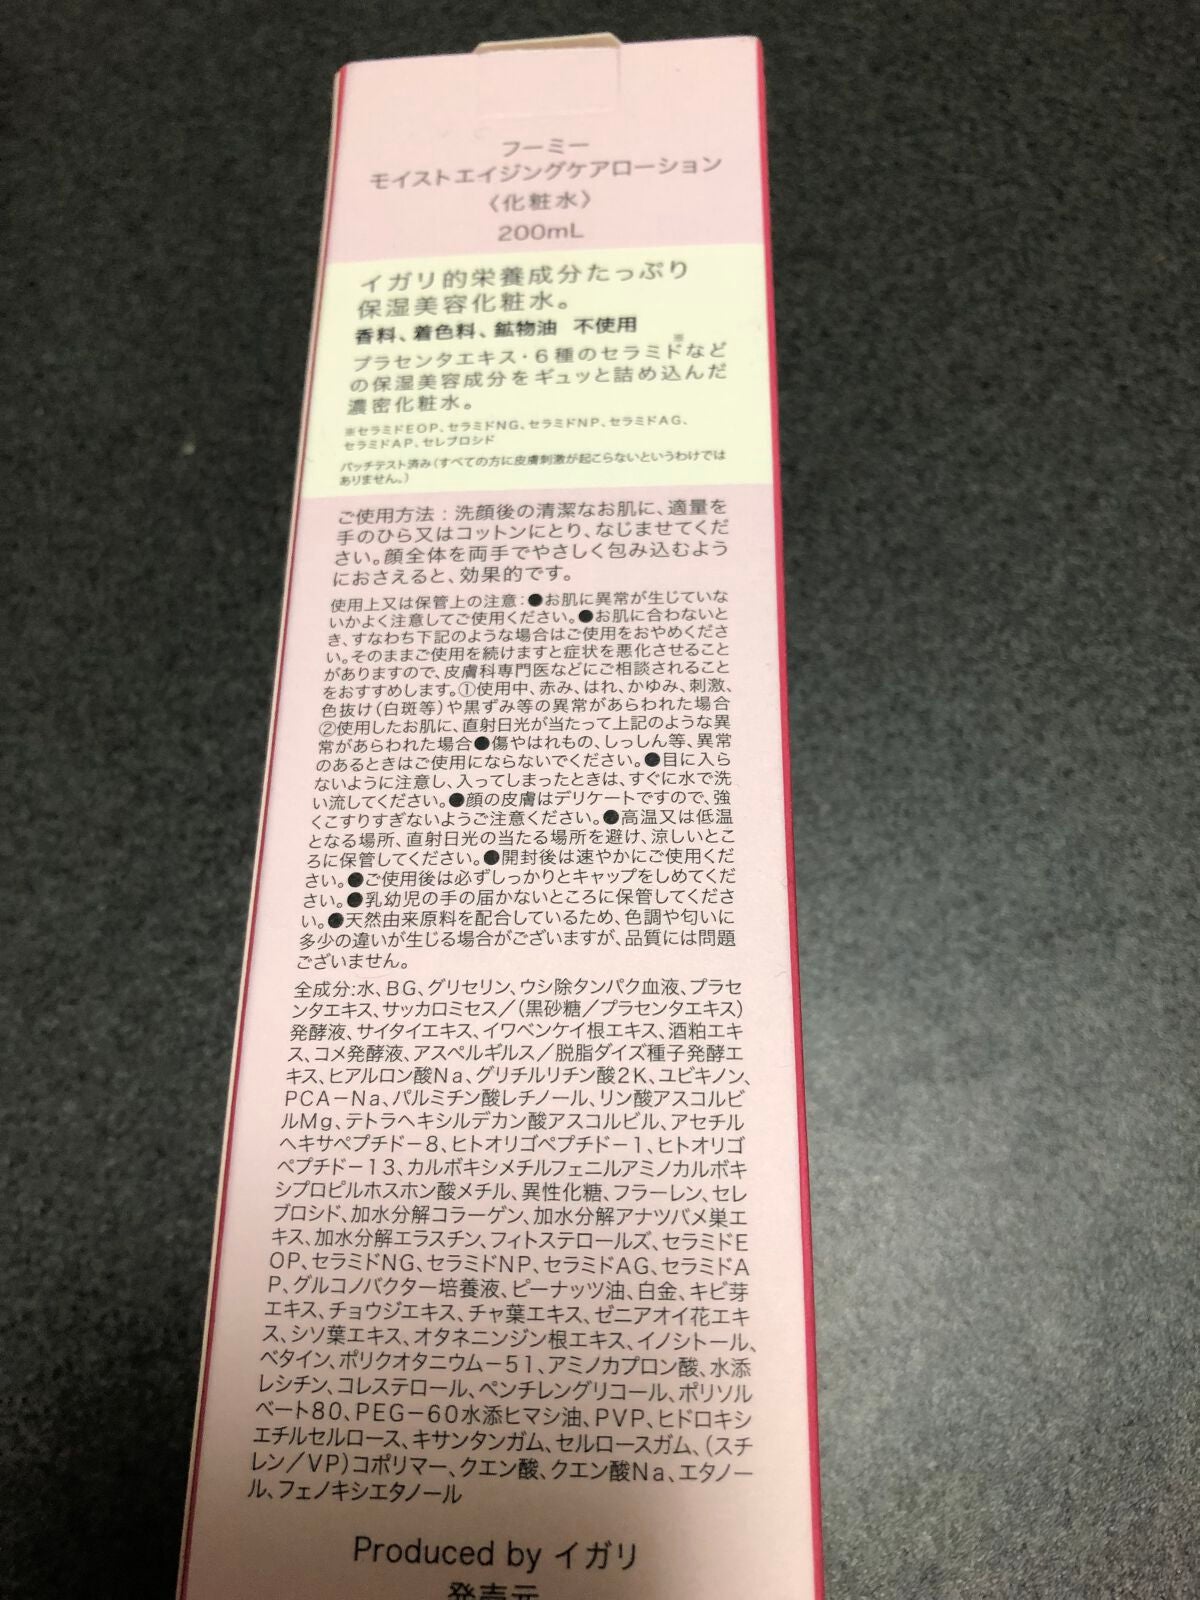 フーミー
モイストエイジングケアローション
〈化粧水〉
200mL
イガリ的栄養成分たっぷり
保湿美容化粧水。
香料、着色料、鉱物油 不使用
プラセンタエキス・6種のセラミド※など
の保湿美容成分をギュッと詰め込んだ
濃密化粧水。
※セラミドEOP、セラミドNG、セラミドNP、セラミドAG、
セラミドAP、セレブロシド
パッチテスト済み(すべての方に皮膚刺激が起こらないというわけでは
ありません。)
ご使用方法：洗顔後の清潔なお肌に、適量を
手のひら又はコットンにとり、なじませてくだ
さい。顔全体を両手でやさしく包み込むよう
におさえると、効果的です。
使用上又は保管上の注意：●お肌に異常が生じていな
いかよく注意してご使用ください。●お肌に合わないと
き、すなわち下記のような場合はご使用をおやめくださ
い。そのままご使用を続けますと症状を悪化させること
がありますので、皮膚科専門医などにご相談されること
をおすすめします。①使用中、赤み、はれ、かゆみ、刺激、
色抜け(白斑等)や黒ずみ等の異常があらわれた場合
②使用したお肌に、直射日光が当たって上記のような異
常があらわれた場合●傷やはれもの、しっしん等、異常
のあるときはご使用にならないでください。●目に入ら
ないように注意し、入ってしまったときは、すぐに水で洗
い流してください。●顔の皮膚はデリケートですので、強
くこすりすぎないようご注意ください。●高温又は低温
となる場所、直射日光の当たる場所を避け、涼しいとこ
ろに保管してください。●開封後は速やかにご使用くだ
さい。●ご使用後は必ずしっかりとキャップをしめてくだ
さい。●乳幼児の手の届かないところに保管してくださ
い。●天然由来原料を配合しているため、色調や匂いに
多少の違いが生じる場合がございますが、品質には問題
ございません。
全成分：水、BG、グリセリン、ウシ除タンパク血液、プラセ
ンタエキス、サッカロミセス／(黒砂糖／プラセンタエキス)
発酵液、サイタイエキス、イワベンケイ根エキス、酒粕エキ
ス、コメ発酵液、アスペルギルス／脱脂ダイズ種子発酵エ
キス、ヒアルロン酸Na、グリチルリチン酸2K、ユビキノン、
PCA－Na、パルミチン酸レチノール、リン酸アスコルビ
ルMg、テトラヘキシルデカン酸アスコルビル、アセチル
ヘキサペプチド－8、ヒトオリゴペプチド－1、ヒトオリゴ
ペプチド－13、カルボキシメチルフェニルアミノカルボキ
シプロピルホスホン酸メチル、異性化糖、フラーレン、セレ
ブロシド、加水分解コラーゲン、加水分解アナツバメ巣エ
キス、加水分解エラスチン、フィトステロールズ、セラミドE
OP、セラミドNG、セラミドNP、セラミドAG、セラミドA
P、グルコノバクター培養液、ピーナッツ油、白金、キビ芽
エキス、チョウジエキス、チャ葉エキス、ゼニアオイ花エキ
ス、シソ葉エキス、オタネニンジン根エキス、イノシトール、
ベタイン、ポリクオタニウム－51、アミノカプロン酸、水添
レシチン、コレステロール、ペンチレングリコール、ポリソル
ベート80、PEG－60水添ヒマシ油、PVP、ヒドロキシ
エチルセルロース、キサンタンガム、セルロースガム、(スチ
レン／VP)コポリマー、クエン酸、クエン酸Na、エタノー
ル、フェノキシエタノール
Produced by イガリ
発売元